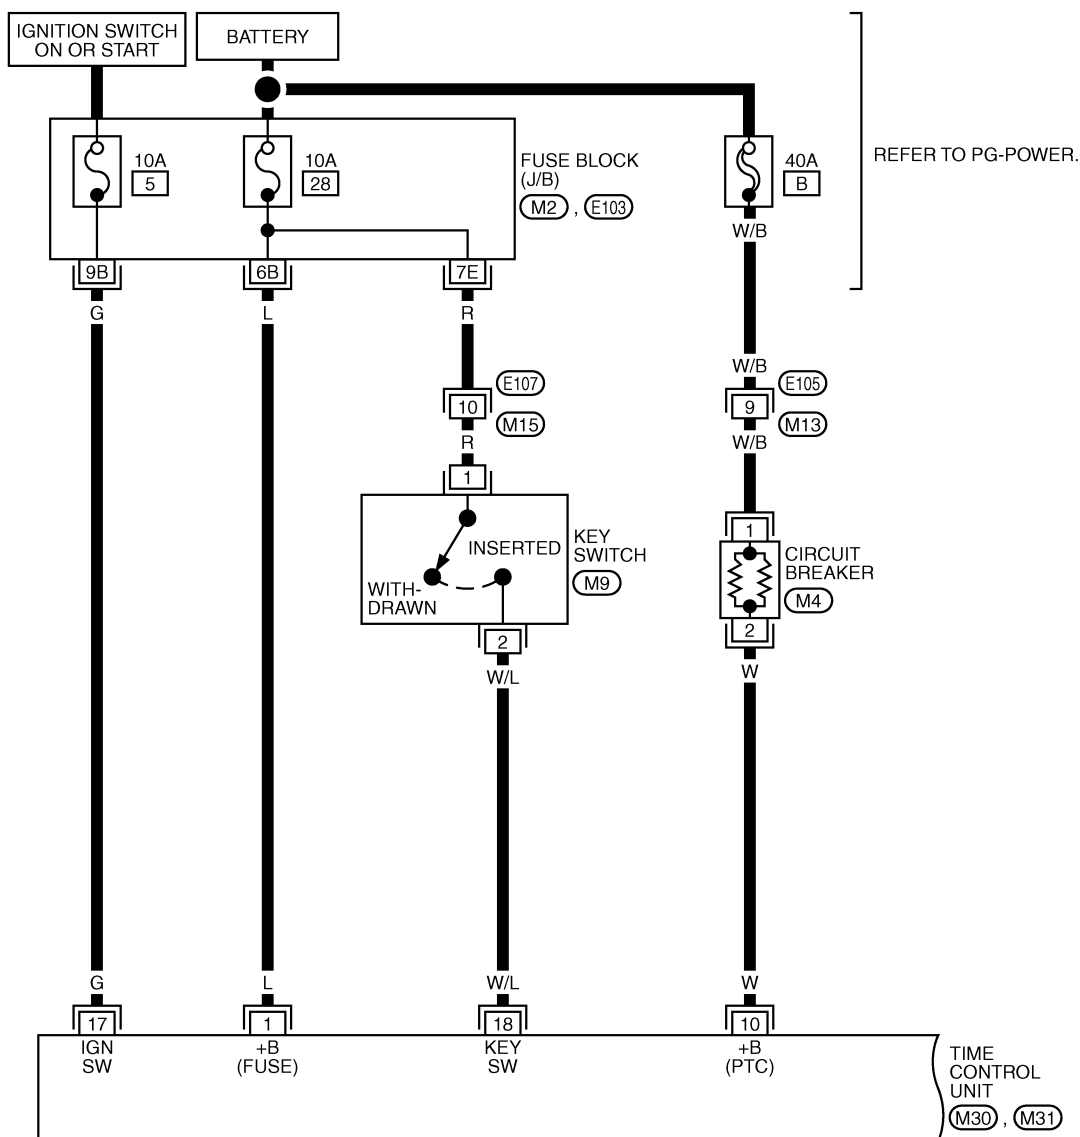 IGNITION SWITCH
ON OR START
BATTERY
REFER TO PG-POWER.
10A
5
10A
28
FUSE BLOCK
(J/B)
M2 , E103
40A
B
W/B
9B
6B
7E
G
L
R
W/B
E107
E105
10
9
M15
M13
R
W/B
1
1
INSERTED
KEY
SWITCH
M9
WITH-
DRAWN
CIRCUIT
BREAKER
M4
2
2
W/L
W
G
L
W/L
W
17
1
18
10
IGN
SW
+B
(FUSE)
KEY
SW
+B
(PTC)
TIME
CONTROL
UNIT
M30 , M31